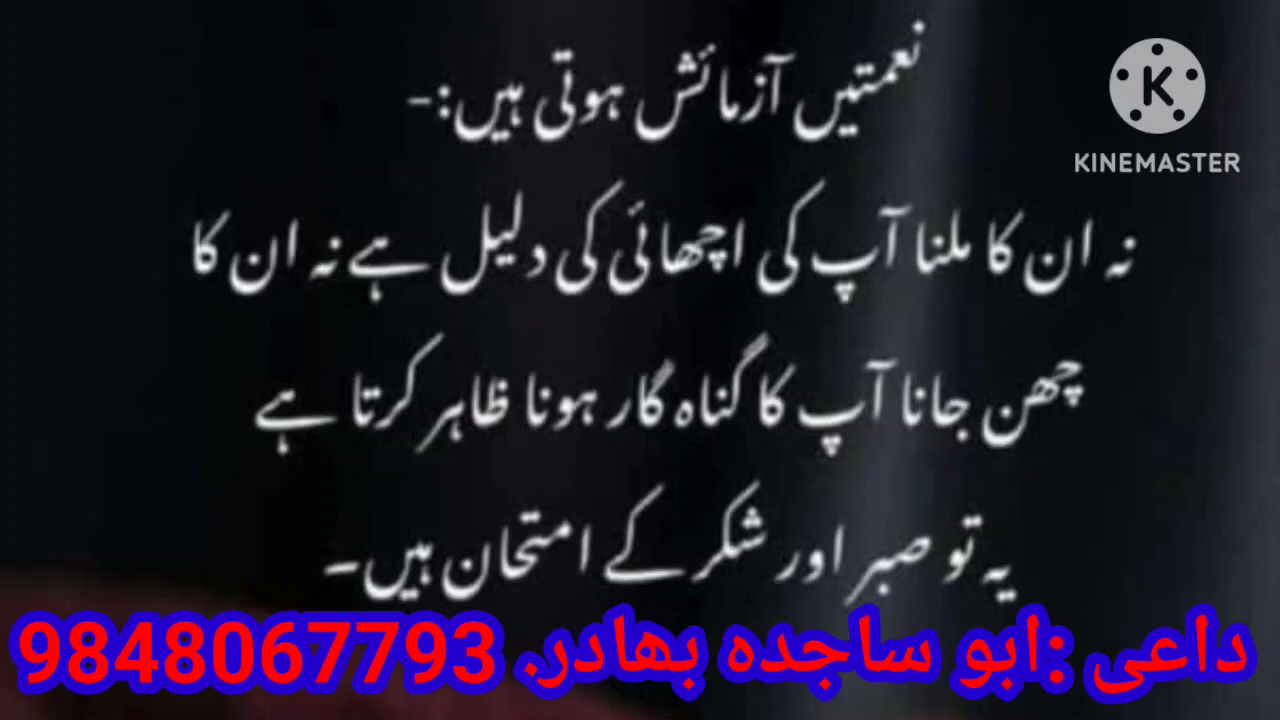 نعمتیں آزمائش ہوتی ہیں:-
KINEMASTER
نہ ان کا ملنا آپ کی اچھائی کی دلیل ہے نہ ان کا
چھن جانا آپ کا گناہ گار ہونا ظاہر کرتا ہے
یہ تو صبر اور شکر کے امتحان ہیں۔
داعی :ابو ساجدہ بھادر. 9848067793